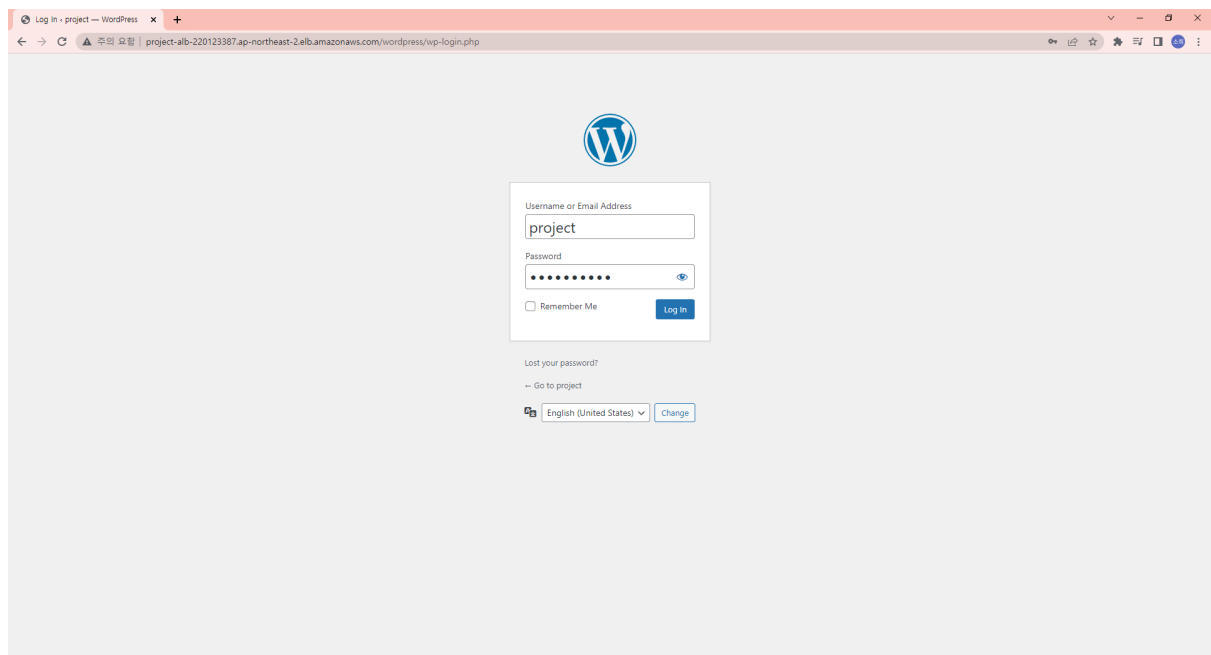 Log In ‹ project — WordPress
주의 요함 project-alb-220123387.ap-northeast-2.elb.amazonaws.com/wordpress/wp-login.php
소희
Username or Email Address
project
Password
Remember Me
Log In
Lost your password?
← Go to project
English (United States)
Change